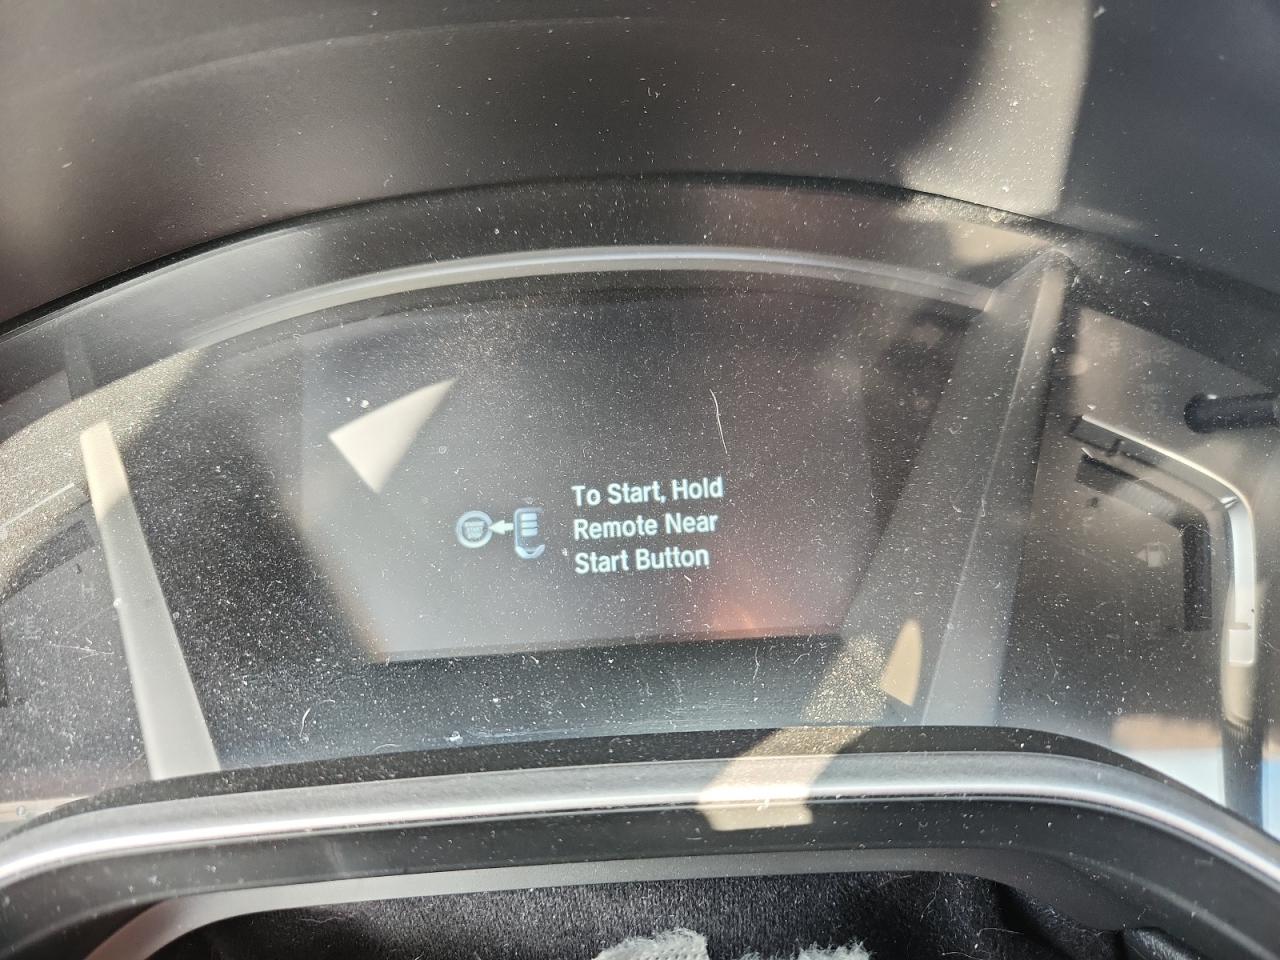 To Start, Hold
Remote Near
Start Button